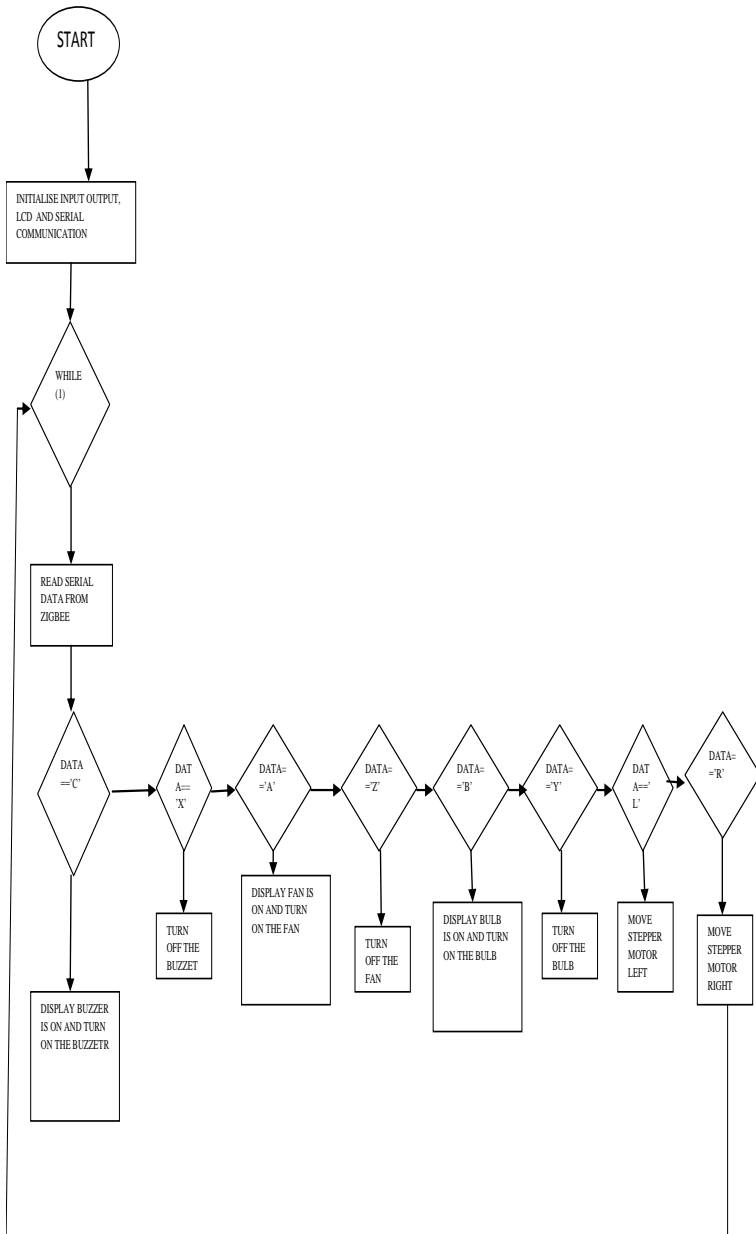 START
INITIALISE INPUT OUTPUT,
LCD AND SERIAL
COMMUNICATION
WHILE
(1)
READ SERIAL
DATA FROM
ZIGBEE
DATA
=='C'
DAT
A==
'X'
DATA=
='A'
DATA=
='Z'
DATA=
='B'
DATA=
='Y'
DAT
A=='
L'
DATA=
='R'
DISPLAY BUZZER
IS ON AND TURN
ON THE BUZZETR
TURN
OFF THE
BUZZET
DISPLAY FAN IS
ON AND TURN
ON THE FAN
TURN
OFF THE
FAN
DISPLAY BULB
IS ON AND TURN
ON THE BULB
TURN
OFF THE
BULB
MOVE
STEPPER
MOTOR
LEFT
MOVE
STEPPER
MOTOR
RIGHT